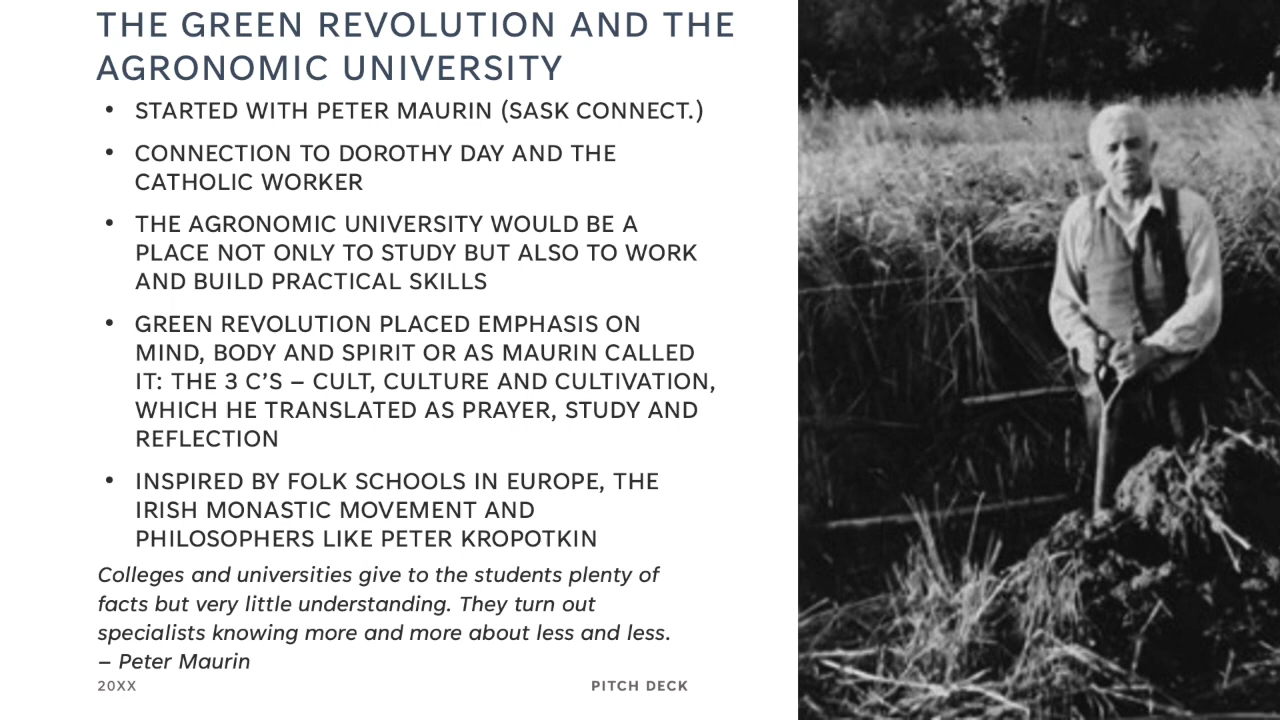 THE GREEN REVOLUTION AND THE
AGRONOMIC UNIVERSITY
• STARTED WITH PETER MAURIN (SASK CONNECT.)
• CONNECTION TO DOROTHY DAY AND THE
CATHOLIC WORKER
• THE AGRONOMIC UNIVERSITY WOULD BE A
PLACE NOT ONLY TO STUDY BUT ALSO TO WORK
AND BUILD PRACTICAL SKILLS
• GREEN REVOLUTION PLACED EMPHASIS ON
MIND, BODY AND SPIRIT OR AS MAURIN CALLED
IT: THE 3 C’S – CULT, CULTURE AND CULTIVATION,
WHICH HE TRANSLATED AS PRAYER, STUDY AND
REFLECTION
• INSPIRED BY FOLK SCHOOLS IN EUROPE, THE
IRISH MONASTIC MOVEMENT AND
PHILOSOPHERS LIKE PETER KROPOTKIN
Colleges and universities give to the students plenty of
facts but very little understanding. They turn out
specialists knowing more and more about less and less.
– Peter Maurin
20XX
PITCH DECK